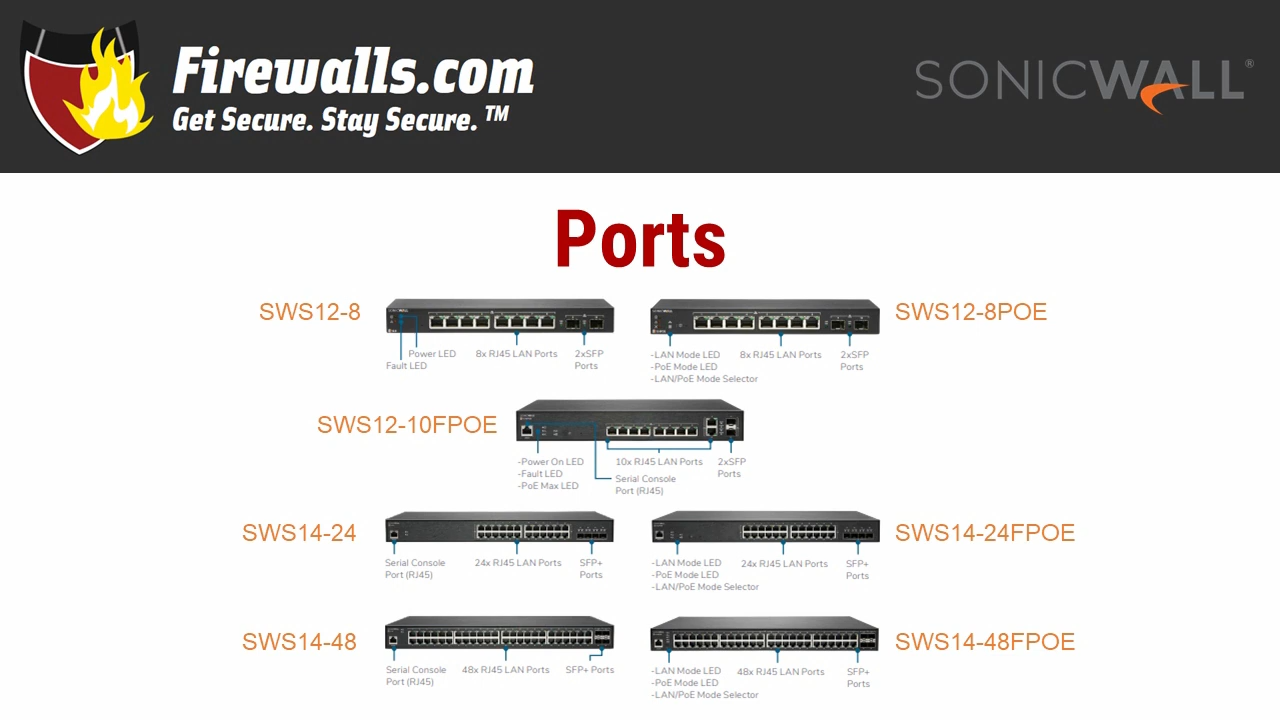 Firewalls.com
Get Secure. Stay Secure.™
SONICWALL®
Ports
SWS12-8
Power LED
Fault LED
8x RJ45 LAN Ports
2xSFP
Ports
SWS12-8POE
-LAN Mode LED
-PoE Mode LED
-LAN/PoE Mode Selector
8x RJ45 LAN Ports
2xSFP
Ports
SWS12-10FPOE
-Power On LED
-Fault LED
-PoE Max LED
10x RJ45 LAN Ports
Serial Console
Port (RJ45)
2xSFP
Ports
SWS14-24
Serial Console
Port (RJ45)
24x RJ45 LAN Ports
SFP+
Ports
SWS14-24FPOE
-LAN Mode LED
-PoE Mode LED
-LAN/PoE Mode Selector
24x RJ45 LAN Ports
SFP+
Ports
SWS14-48
Serial Console
Port (RJ45)
48x RJ45 LAN Ports
SFP+ Ports
SWS14-48FPOE
-LAN Mode LED
-PoE Mode LED
-LAN/PoE Mode Selector
48x RJ45 LAN Ports
SFP+
Ports